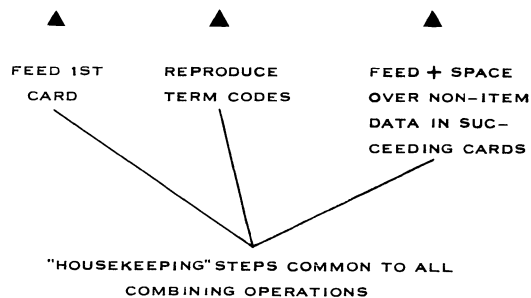 FEED 1ST
CARD
REPRODUCE
TERM CODES
FEED + SPACE
OVER NON-ITEM
DATA IN SUC-
CEEDING CARDS
"HOUSEKEEPING" STEPS COMMON TO ALL
COMBINING OPERATIONS